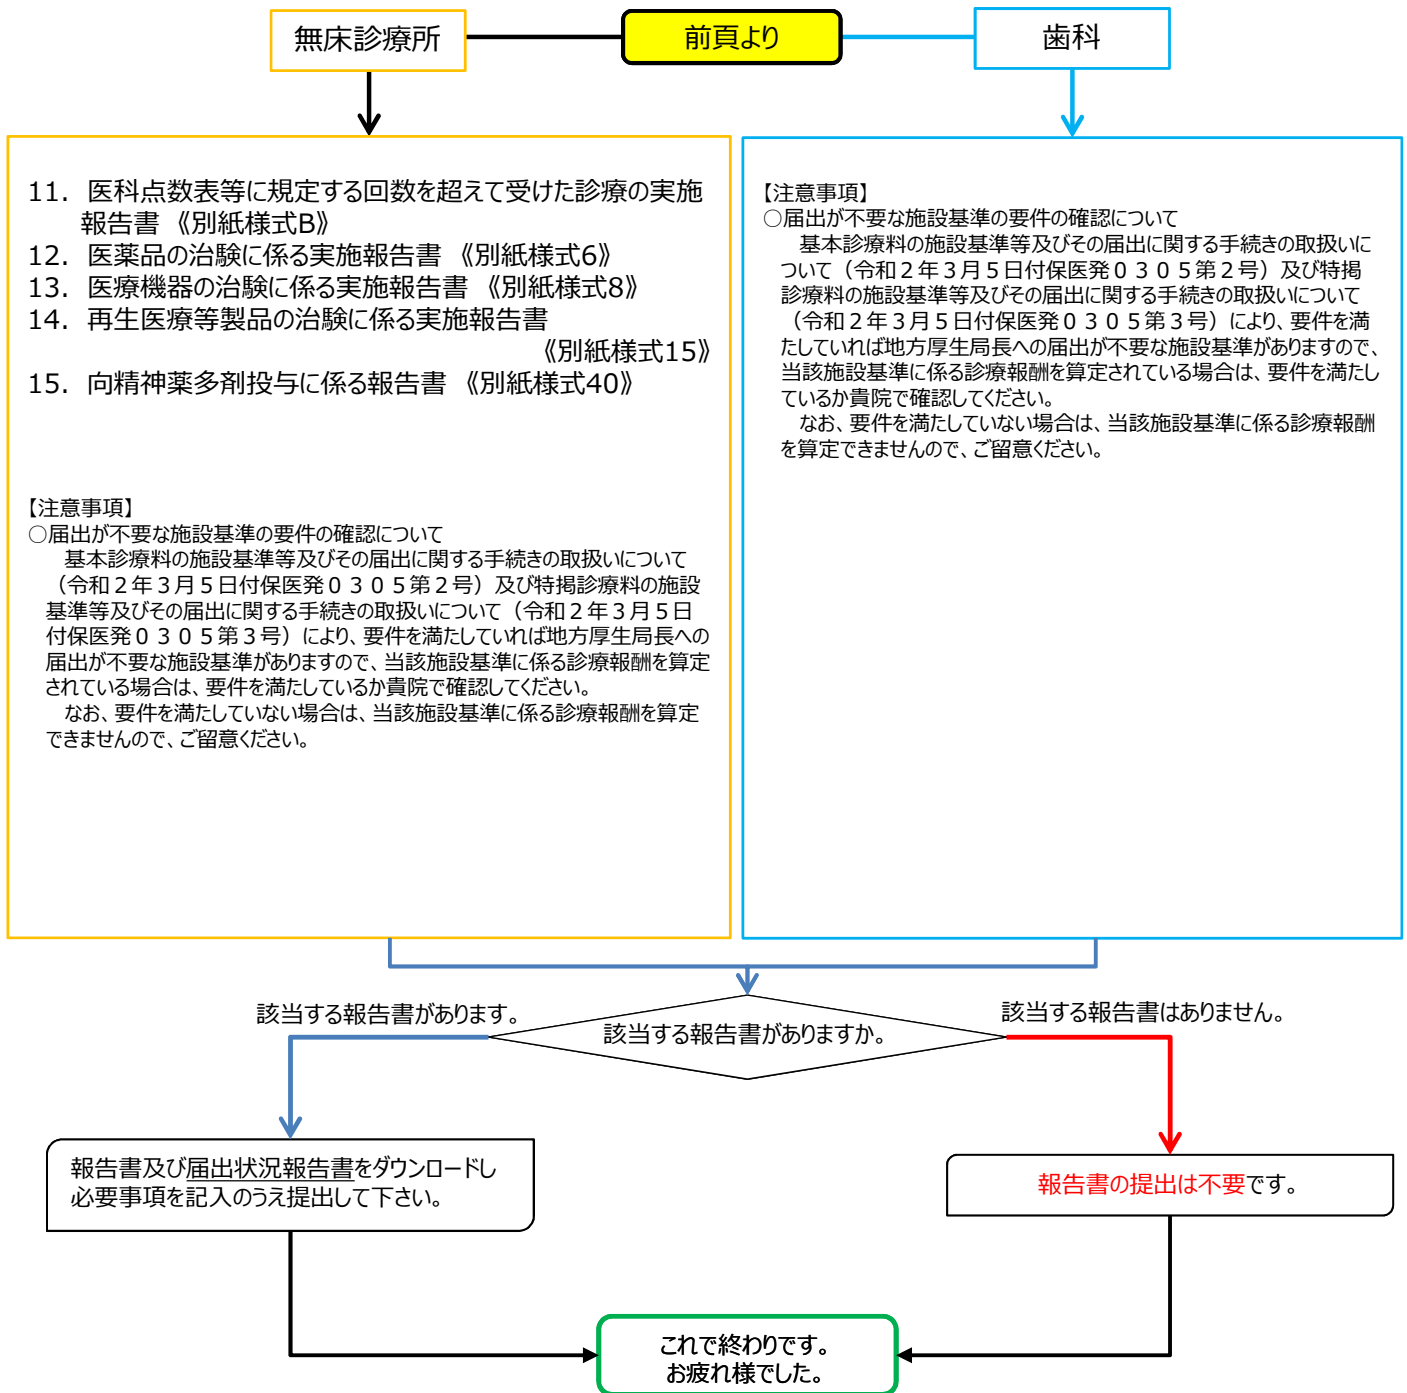 無床診療所
前頁より
歯科
11. 医科点数表等に規定する回数を超えて受けた診療の実施
報告書 《別紙様式B》
12. 医薬品の治験に係る実施報告書 《別紙様式6》
13. 医療機器の治験に係る実施報告書 《別紙様式8》
14. 再生医療等製品の治験に係る実施報告書
《別紙様式15》
15. 向精神薬多剤投与に係る報告書 《別紙様式40》
【注意事項】
○届出が不要な施設基準の要件の確認について
基本診療料の施設基準等及びその届出に関する手続きの取扱いについて
（令和２年３月５日付保医発０３０５第２号）及び特掲診療料の施設
基準等及びその届出に関する手続きの取扱いについて（令和２年３月５日
付保医発０３０５第３号）により、要件を満たしていれば地方厚生局長への
届出が不要な施設基準がありますので、当該施設基準に係る診療報酬を算定
されている場合は、要件を満たしているか貴院で確認してください。
なお、要件を満たしていない場合は、当該施設基準に係る診療報酬を算定
できませんので、ご留意ください。
【注意事項】
○届出が不要な施設基準の要件の確認について
基本診療料の施設基準等及びその届出に関する手続きの取扱いに
ついて（令和２年３月５日付保医発０３０５第２号）及び特掲
診療料の施設基準等及びその届出に関する手続きの取扱いについて
（令和２年３月５日付保医発０３０５第３号）により、要件を満
たしていれば地方厚生局長への届出が不要な施設基準がありますので、
当該施設基準に係る診療報酬を算定されている場合は、要件を満たし
ているか貴院で確認してください。
なお、要件を満たしていない場合は、当該施設基準に係る診療報酬
を算定できませんので、ご留意ください。
該当する報告書があります。
該当する報告書がありますか。
該当する報告書はありません。
報告書及び届出状況報告書をダウンロードし
必要事項を記入のうえ提出して下さい。
報告書の提出は不要です。
これで終わりです。
お疲れ様でした。